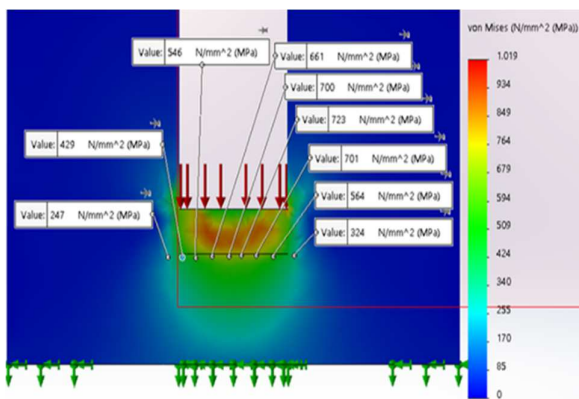 von Mises (N/mm^2 (MPa))
Value: 546 N/mm^2 (MPa)
Value: 661 N/mm^2 (MPa)
Value: 700 N/mm^2 (MPa)
Value: 723 N/mm^2 (MPa)
Value: 429 N/mm^2 (MPa)
Value: 701 N/mm^2 (MPa)
Value: 564 N/mm^2 (MPa)
Value: 247 N/mm^2 (MPa)
Value: 324 N/mm^2 (MPa)
1.019
934
849
764
679
594
509
424
340
255
170
85
0